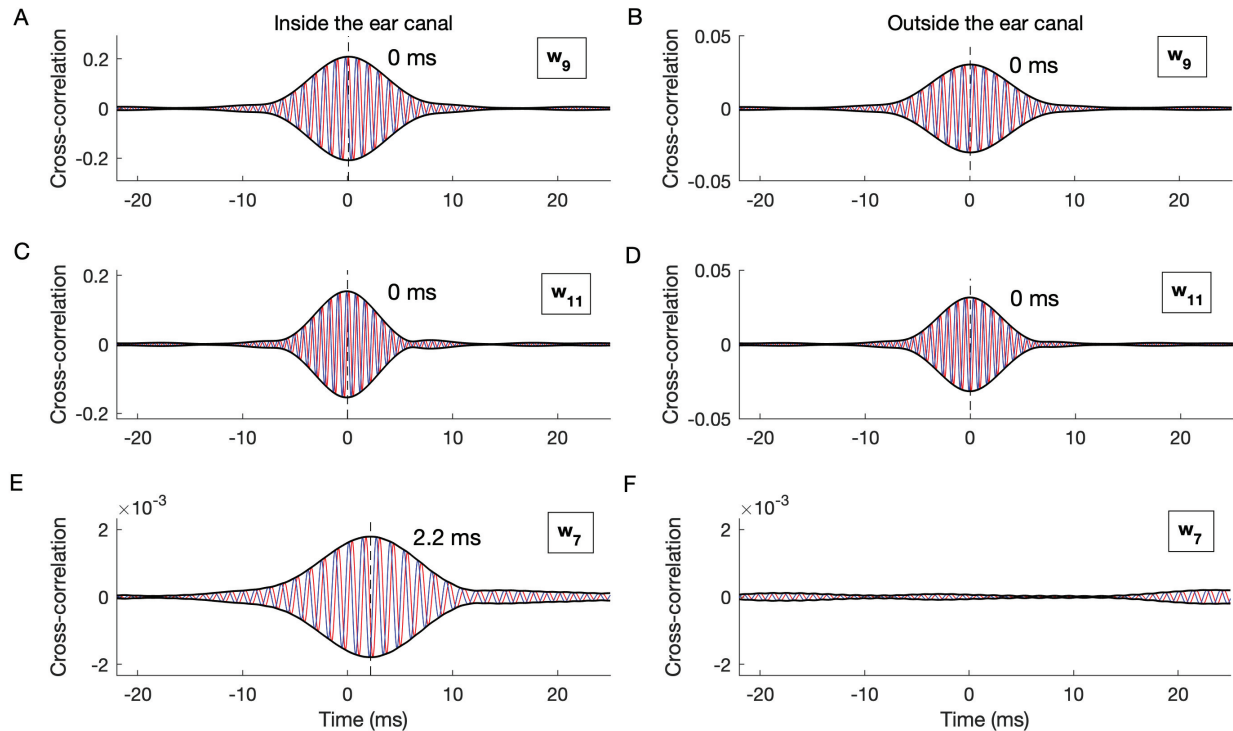 A
Inside the ear canal
Cross-correlation
0.2
0
-0.2
0 ms
w9
-20 -10 0 10 20
B
Outside the ear canal
Cross-correlation
0.05
0
-0.05
0 ms
w9
-20 -10 0 10 20
C
Cross-correlation
0.2
0
-0.2
0 ms
w11
-20 -10 0 10 20
D
Cross-correlation
0.05
0
-0.05
0 ms
w11
-20 -10 0 10 20
E
×10-3
Cross-correlation
2
0
-2
2.2 ms
w7
-20 -10 0 10 20
Time (ms)
F
×10-3
Cross-correlation
2
0
-2
w7
-20 -10 0 10 20
Time (ms)